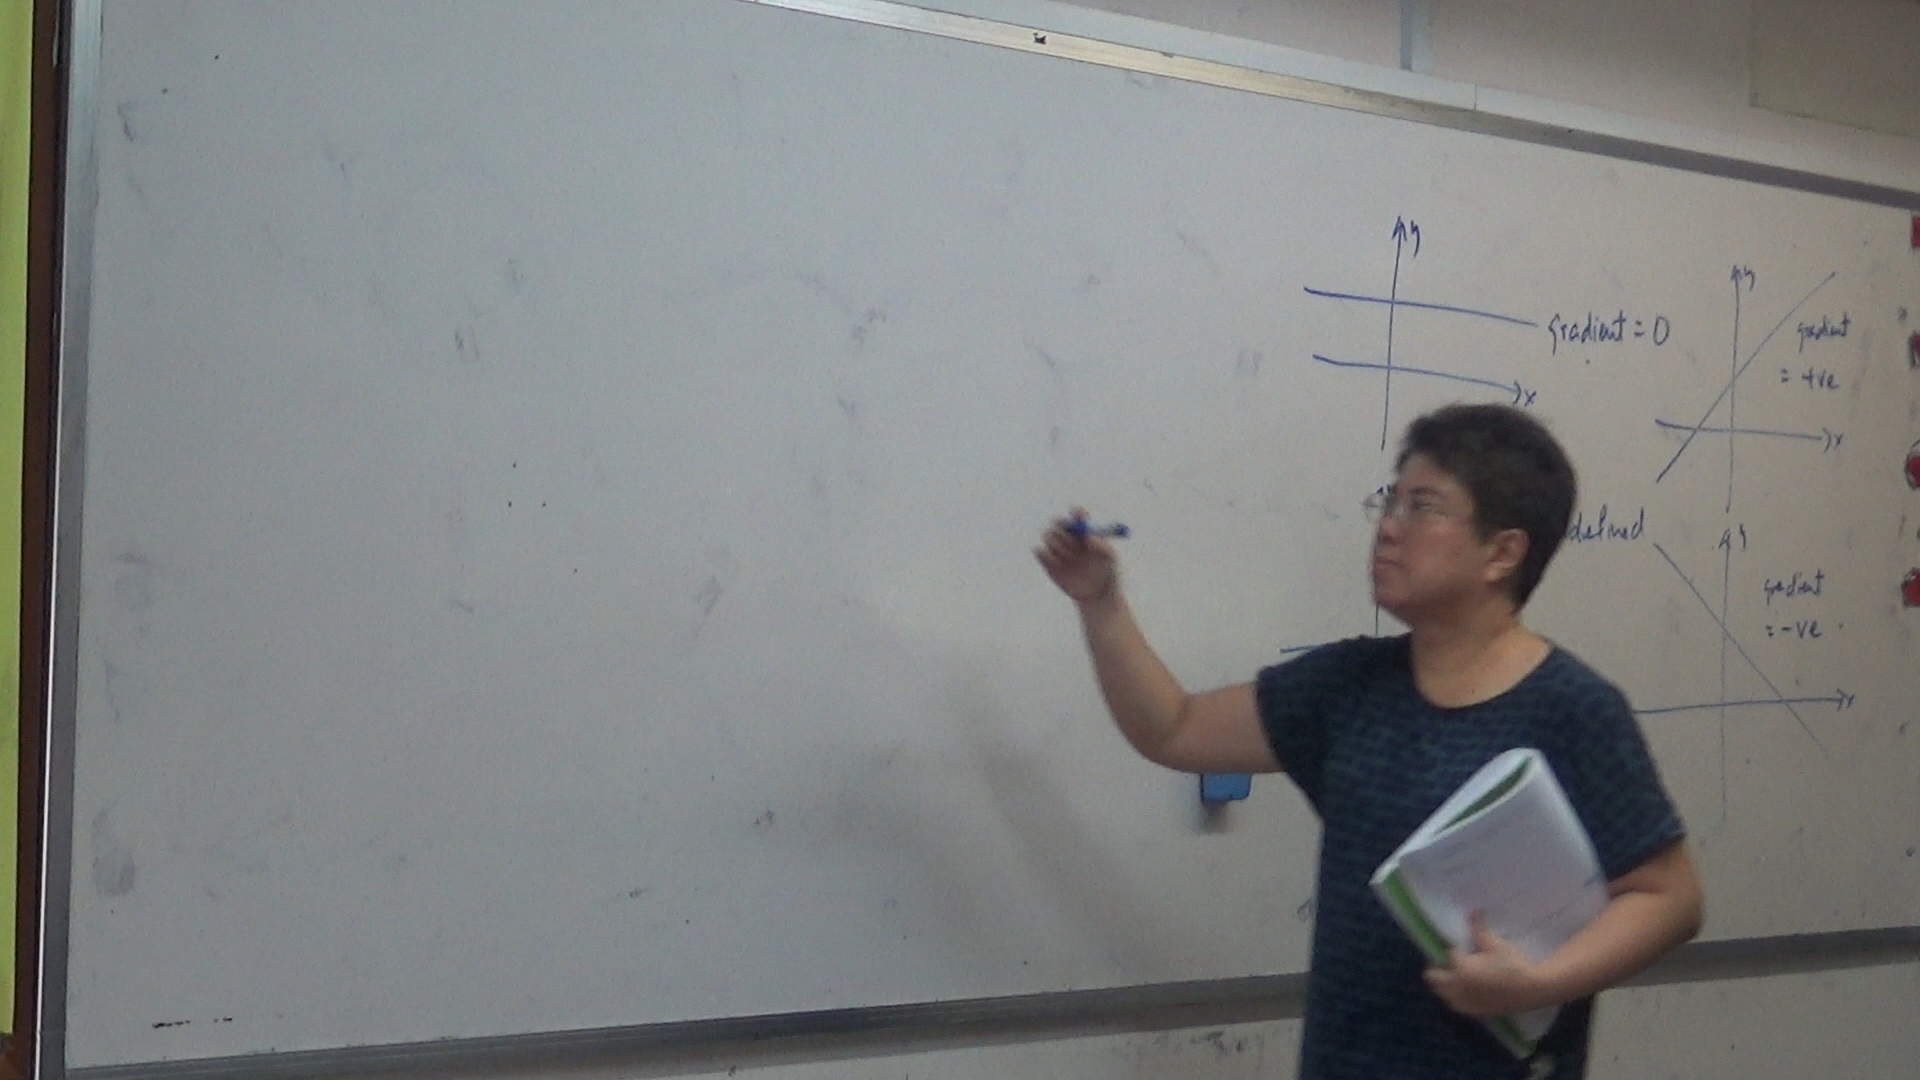 y
gradient = 0
x
y
gradient
= +ve
x
defined
y
gradient
= -ve
x